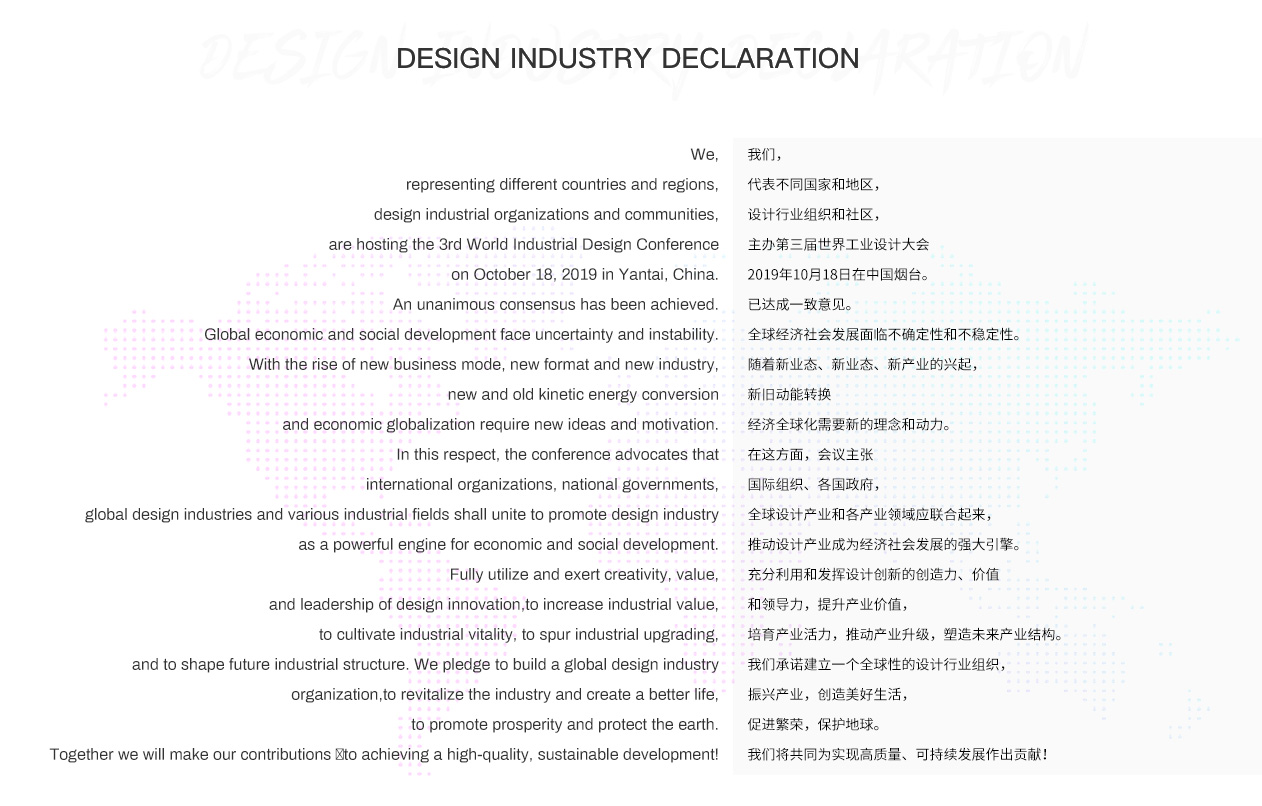 DESIGN INDUSTRY DECLARATION
We,
我们，
representing different countries and regions,
代表不同国家和地区，
design industrial organizations and communities,
设计行业组织和社区，
are hosting the 3rd World Industrial Design Conference
主办第三届世界工业设计大会
on October 18, 2019 in Yantai, China.
2019年10月18日在中国烟台。
An unanimous consensus has been achieved.
已达成一致意见。
Global economic and social development face uncertainty and instability.
全球经济社会发展面临不确定性和不稳定性。
With the rise of new business mode, new format and new industry,
随着新业态、新业态、新产业的兴起，
new and old kinetic energy conversion
新旧动能转换
and economic globalization require new ideas and motivation.
经济全球化需要新的理念和动力。
In this respect, the conference advocates that
在这方面，会议主张
international organizations, national governments,
国际组织、各国政府，
global design industries and various industrial fields shall unite to promote design industry
全球设计产业和各产业领域应联合起来，
as a powerful engine for economic and social development.
推动设计产业成为经济社会发展的强大引擎。
Fully utilize and exert creativity, value,
充分利用和发挥设计创新的创造力、价值
and leadership of design innovation,to increase industrial value,
和领导力，提升产业价值，
to cultivate industrial vitality, to spur industrial upgrading,
培育产业活力，推动产业升级，塑造未来产业结构。
and to shape future industrial structure. We pledge to build a global design industry
我们承诺建立一个全球性的设计行业组织，
organization,to revitalize the industry and create a better life,
振兴产业，创造美好生活，
to promote prosperity and protect the earth.
促进繁荣，保护地球。
Together we will make our contributions to achieving a high-quality, sustainable development!
我们将共同为实现高质量、可持续发展作出贡献！